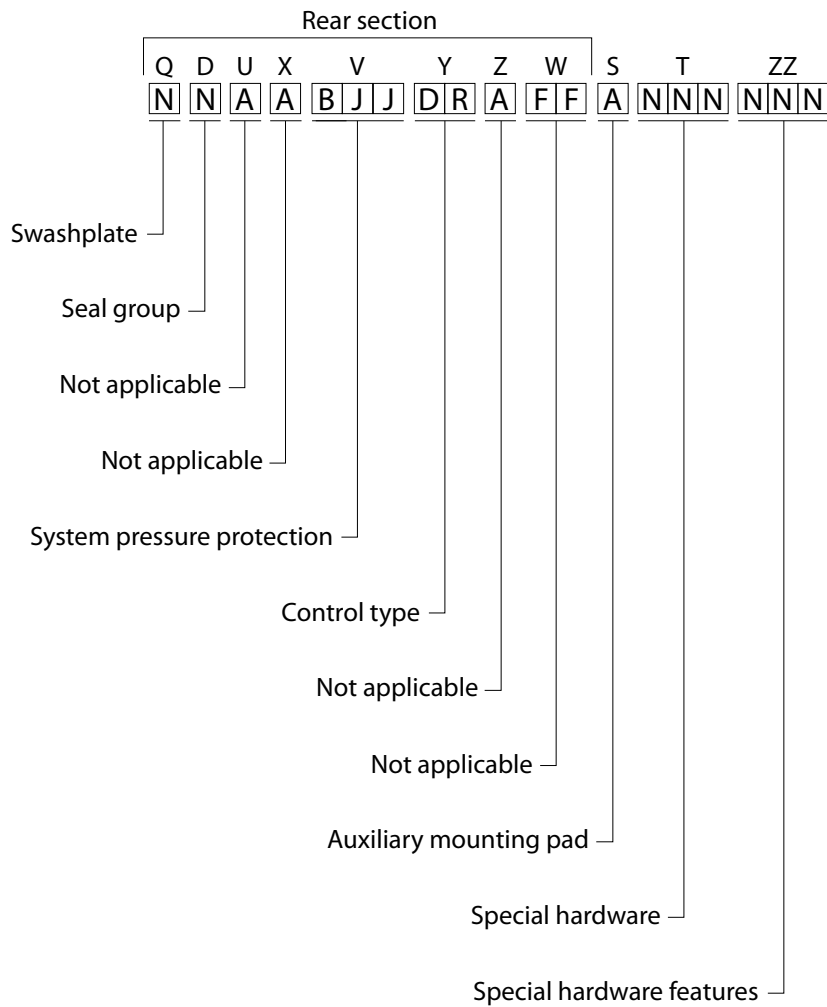 Rear section
Q D U X V Y Z W S T ZZ
N N A A B J J D R A F F A N N N N N N
Swashplate
Seal group
Not applicable
Not applicable
System pressure protection
Control type
Not applicable
Not applicable
Auxiliary mounting pad
Special hardware
Special hardware features